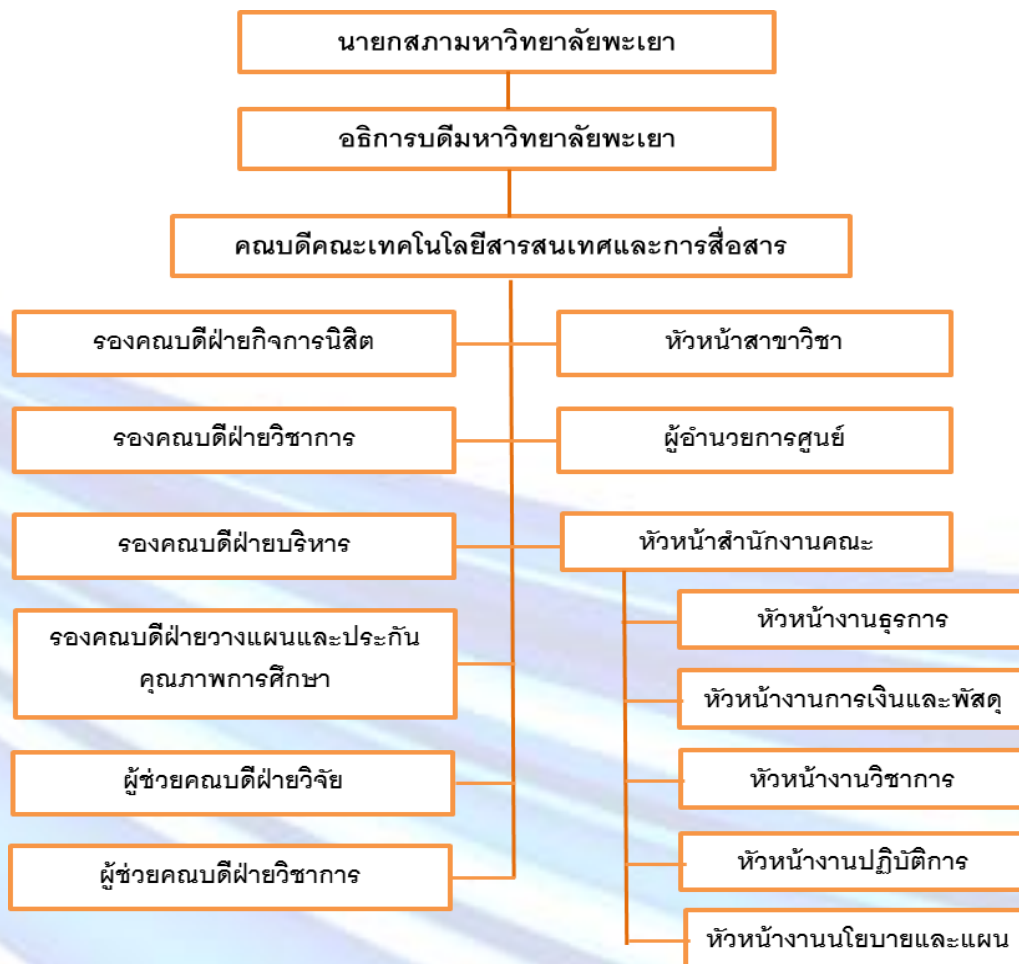 นายกสภามหาวิทยาลัยพะเยา
อธิการบดีมหาวิทยาลัยพะเยา
คณบดีคณะเทคโนโลยีสารสนเทศและการสื่อสาร
รองคณบดีฝ่ายกิจการนิสิต
หัวหน้าสาขาวิชา
รองคณบดีฝ่ายวิชาการ
ผู้อำนวยการศูนย์
รองคณบดีฝ่ายบริหาร
หัวหน้าสำนักงานคณะ
รองคณบดีฝ่ายวางแผนและประกัน
คุณภาพการศึกษา
ผู้ช่วยคณบดีฝ่ายวิจัย
ผู้ช่วยคณบดีฝ่ายวิชาการ
หัวหน้างานธุรการ
หัวหน้างานการเงินและพัสดุ
หัวหน้างานวิชาการ
หัวหน้างานปฏิบัติการ
หัวหน้างานนโยบายและแผน